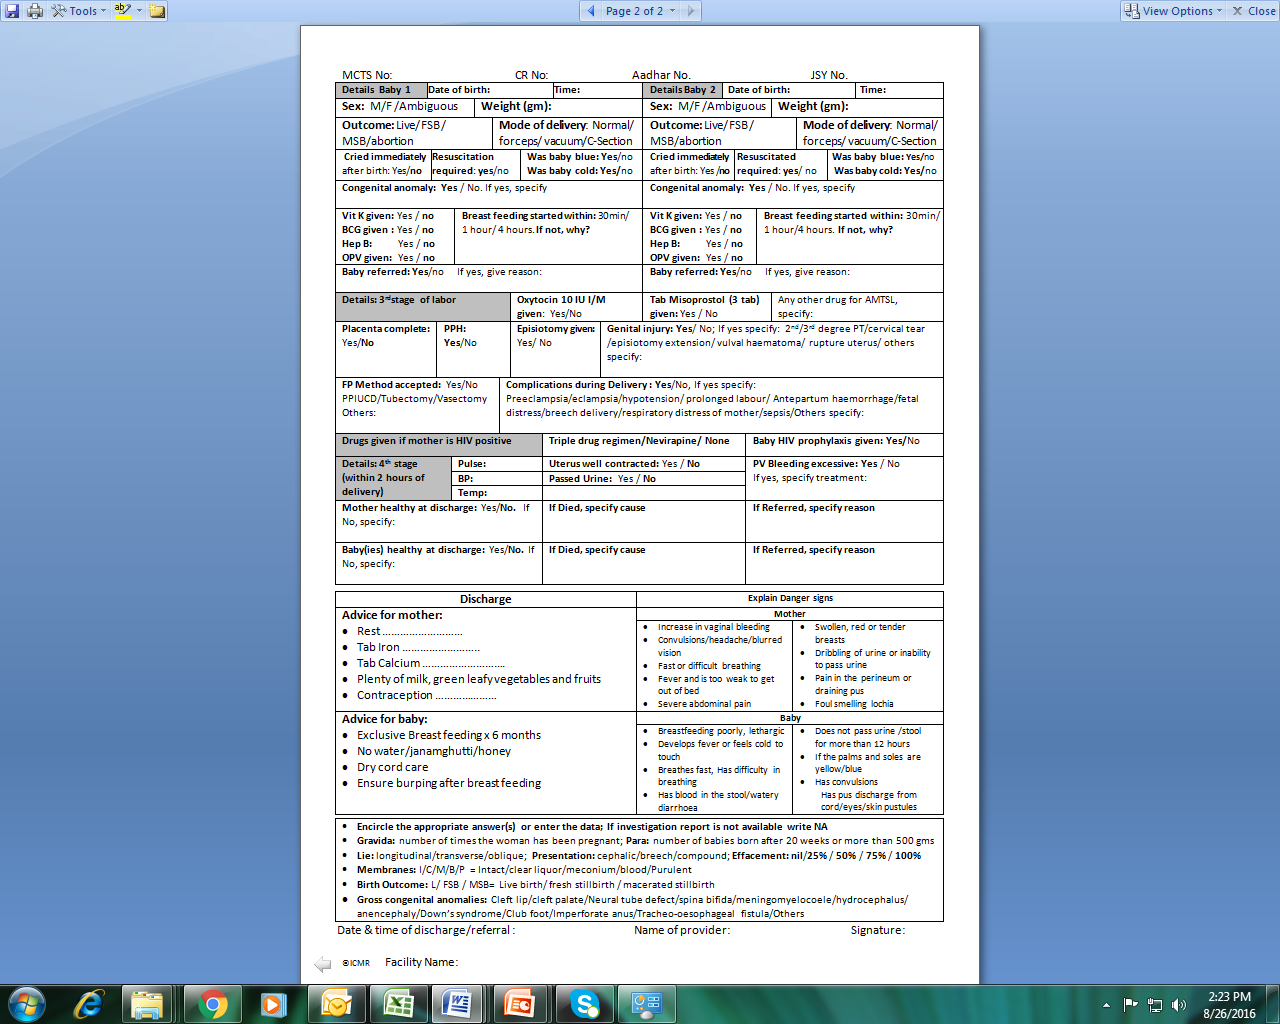 Tools
Page 2 of 2
View Options
Close
MCTS No: CR No: Aadhar No. JSY No.
Details Baby 1 Date of birth: Time: Details Baby 2 Date of birth: Time:
Sex: M/F /Ambiguous Weight (gm): Sex: M/F /Ambiguous Weight (gm):
Outcome: Live/ FSB / Mode of delivery: Normal/ Outcome: Live/ FSB / Mode of delivery: Normal/
MSB/abortion forceps/ vacuum/C-Section MSB/abortion forceps/ vacuum/C-Section
Cried immediately Resuscitation Was baby blue: Yes/no Cried immediately Resuscitated Was baby blue: Yes/no
after birth: Yes/no required: yes/no Was baby cold: Yes/no after birth: Yes/no required: yes/ no Was baby cold: Yes/no
Congenital anomaly: Yes / No. If yes, specify Congenital anomaly: Yes / No. If yes, specify
Vit K given: Yes / no Breast feeding started within: 30min/ Vit K given: Yes / no Breast feeding started within: 30min/
BCG given : Yes / no 1 hour/ 4 hours. If not, why? BCG given : Yes / no 1 hour/4 hours. If not, why?
Hep B: Yes / no Hep B: Yes / no
OPV given: Yes / no OPV given: Yes / no
Baby referred: Yes/no If yes, give reason: Baby referred: Yes/no If yes, give reason:
Details: 3rd stage of labor Oxytocin 10 IU I/M Tab Misoprostol (3 tab) Any other drug for AMTSL,
given: Yes/No given: Yes / No specify:
Placenta complete: PPH: Episiotomy given: Genital injury: Yes/ No; If yes specify: 2nd/3rd degree PT/cervical tear
Yes/No Yes/No Yes/ No /episiotomy extension/ vulval haematoma/ rupture uterus/ others
specify:
FP Method accepted: Yes/No Complications during Delivery : Yes/No, If yes specify:
PPIUCD/Tubectomy/Vasectomy Preeclampsia/eclampsia/hypotension/ prolonged labour/ Antepartum haemorrhage/fetal
Others: distress/breech delivery/respiratory distress of mother/sepsis/Others specify:
Drugs given if mother is HIV positive Triple drug regimen/Nevirapine/ None Baby HIV prophylaxis given: Yes/No
Details: 4th stage Pulse: Uterus well contracted: Yes / No PV Bleeding excessive: Yes / No
(within 2 hours of BP: Passed Urine: Yes / No If yes, specify treatment:
delivery) Temp:
Mother healthy at discharge: Yes/No. If If Died, specify cause If Referred, specify reason
No, specify:
Baby(ies) healthy at discharge: Yes/No. If If Died, specify cause If Referred, specify reason
No, specify:
Discharge
Advice for mother:
• Rest ...........................
• Tab Iron ..........................
• Tab Calcium ............................
• Plenty of milk, green leafy vegetables and fruits
• Contraception .....................
Explain Danger signs
Mother
• Increase in vaginal bleeding
• Convulsions/headache/blurred
vision
• Fast or difficult breathing
• Fever and is too weak to get
out of bed
• Severe abdominal pain
• Swollen, red or tender
breasts
• Dribbling of urine or inability
to pass urine
• Pain in the perineum or
draining pus
• Foul smelling lochia
Advice for baby:
• Exclusive Breast feeding x 6 months
• No water/janamghutti/honey
• Dry cord care
• Ensure burping after breast feeding
Baby
• Breastfeeding poorly, lethargic
• Develops fever or feels cold to
touch
• Breathes fast, Has difficulty in
breathing
• Has blood in the stool/watery
diarrhoea
• Does not pass urine /stool
for more than 12 hours
• If the palms and soles are
yellow/blue
• Has convulsions
Has pus discharge from
cord/eyes/skin pustules
• Encircle the appropriate answer(s) or enter the data; If investigation report is not available write NA
• Gravida: number of times the woman has been pregnant; Para: number of babies born after 20 weeks or more than 500 gms
• Lie: longitudinal/transverse/oblique; Presentation: cephalic/breech/compound; Effacement: nil/25% / 50% / 75% / 100%
• Membranes: I/C/M/B/P = Intact/clear liquor/meconium/blood/Purulent
• Birth Outcome: L/ FSB / MSB= Live birth/ fresh stillbirth / macerated stillbirth
• Gross congenital anomalies: Cleft lip/cleft palate/Neural tube defect/spina bifida/meningomyelocoele/hydrocephalus/
anencephaly/Down's syndrome/Club foot/Imperforate anus/Tracheo-oesophageal fistula/Others
Date & time of discharge/referral : Name of provider: Signature:
©ICMR Facility Name:
2:23 PM
8/26/2016